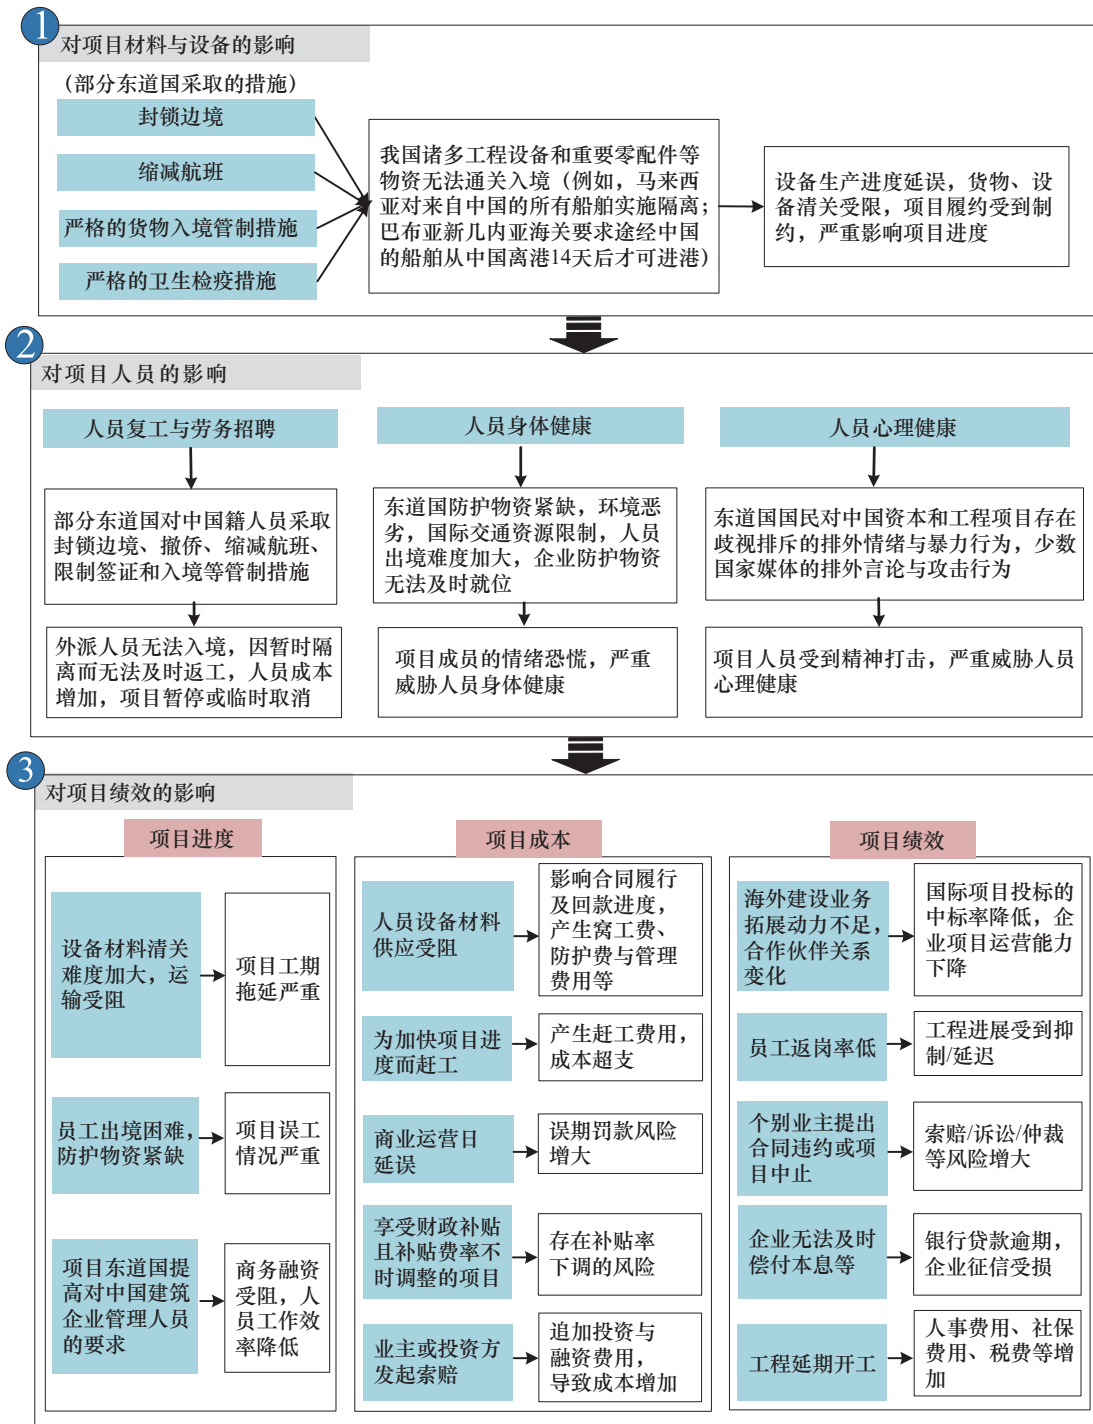 1
对项目材料与设备的影响
（部分东道国采取的措施）
封锁边境
缩减航班
严格的货物入境管制措施
严格的卫生检疫措施
我国诸多工程设备和重要零配件等
物资无法通关入境（例如，马来西
亚对来自中国的所有船舶实施隔离；
巴布亚新几内亚海关要求途经中国
的船舶从中国离港14天后才可进港）
设备生产进度延误，货物、设
备清关受限，项目履约受到制
约，严重影响项目进度
2
对项目人员的影响
人员复工与劳务招聘
部分东道国对中国籍人员采取
封锁边境、撤侨、缩减航班、
限制签证和入境等管制措施
外派人员无法入境，因暂时隔
离而无法及时返工，人员成本
增加，项目暂停或临时取消
人员身体健康
东道国防护物资紧缺，环境恶
劣，国际交通资源限制，人员
出境难度加大，企业防护物资
无法及时就位
项目成员的情绪恐慌，严重
威胁人员身体健康
人员心理健康
东道国国民对中国资本和工程项目存在
歧视排斥的排外情绪与暴力行为，少数
国家媒体的排外言论与攻击行为
项目人员受到精神打击，严重威胁人员
心理健康
3
对项目绩效的影响
项目进度
设备材料清关
难度加大，运
输受阻
项目工期
拖延严重
员工出境困难，
防护物资紧缺
项目误工
情况严重
项目东道国提
高对中国建筑
企业管理人员
的要求
商务融资
受阻，人
员工作效
率降低
项目成本
人员设备材料
供应受阻
影响合同履行
及回款进度，
产生窝工费、
防护费与管理
费用等
为加快项目进
度而赶工
产生赶工费用，
成本超支
商业运营日
延误
误期罚款风险
增大
享受财政补贴
且补贴费率不
时调整的项目
存在补贴率
下调的风险
业主或投资方
发起索赔
追加投资与
融资费用，
导致成本增加
项目绩效
海外建设业务
拓展动力不足，
合作伙伴关系
变化
国际项目投标的
中标率降低，企
业项目运营能力
下降
员工返岗率低
工程进展受到抑
制/延迟
个别业主提出
合同违约或项
目中止
索赔/诉讼/仲裁
等风险增大
企业无法及时
偿付本息等
银行贷款逾期，
企业征信受损
工程延期开工
人事费用、社保
费用、税费等增
加